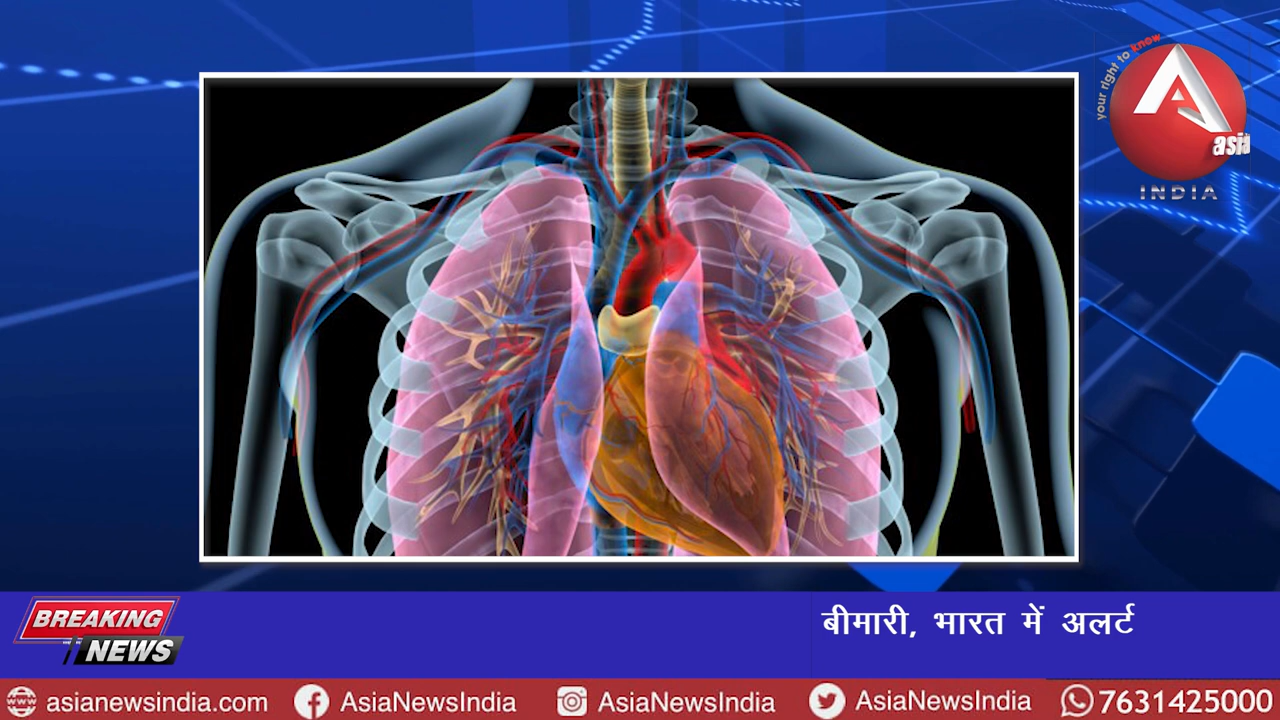 your right to know
A
asia
INDIA
BREAKING
NEWS
बीमारी, भारत में अलर्ट
asianewsindia.com
AsiaNewsIndia
AsiaNewsIndia
AsiaNewsIndia
7631425000